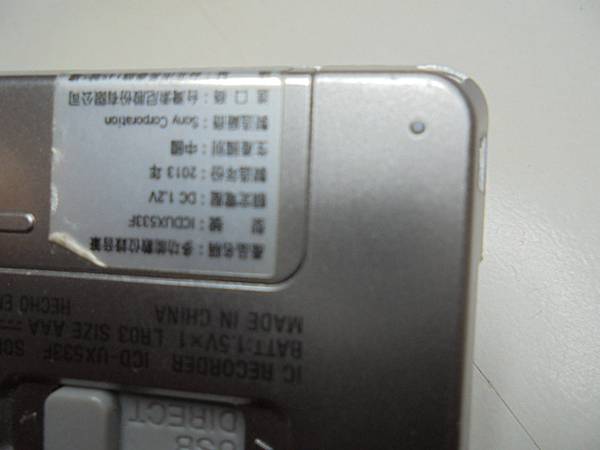 產品名稱：多功能數位錄音筆
型　號：ICDUX533F
額定電壓：DC 1.2V
製造年份：2013 年
生產國別：中國
製造廠商：Sony Corporation
進 口 商：台灣索尼股份有限公司
USB
DIRECT
IC RECORDER ICD-UX533F
BATT:1.5V×1 LR03 SIZE AAA
MADE IN CHINA HECHO